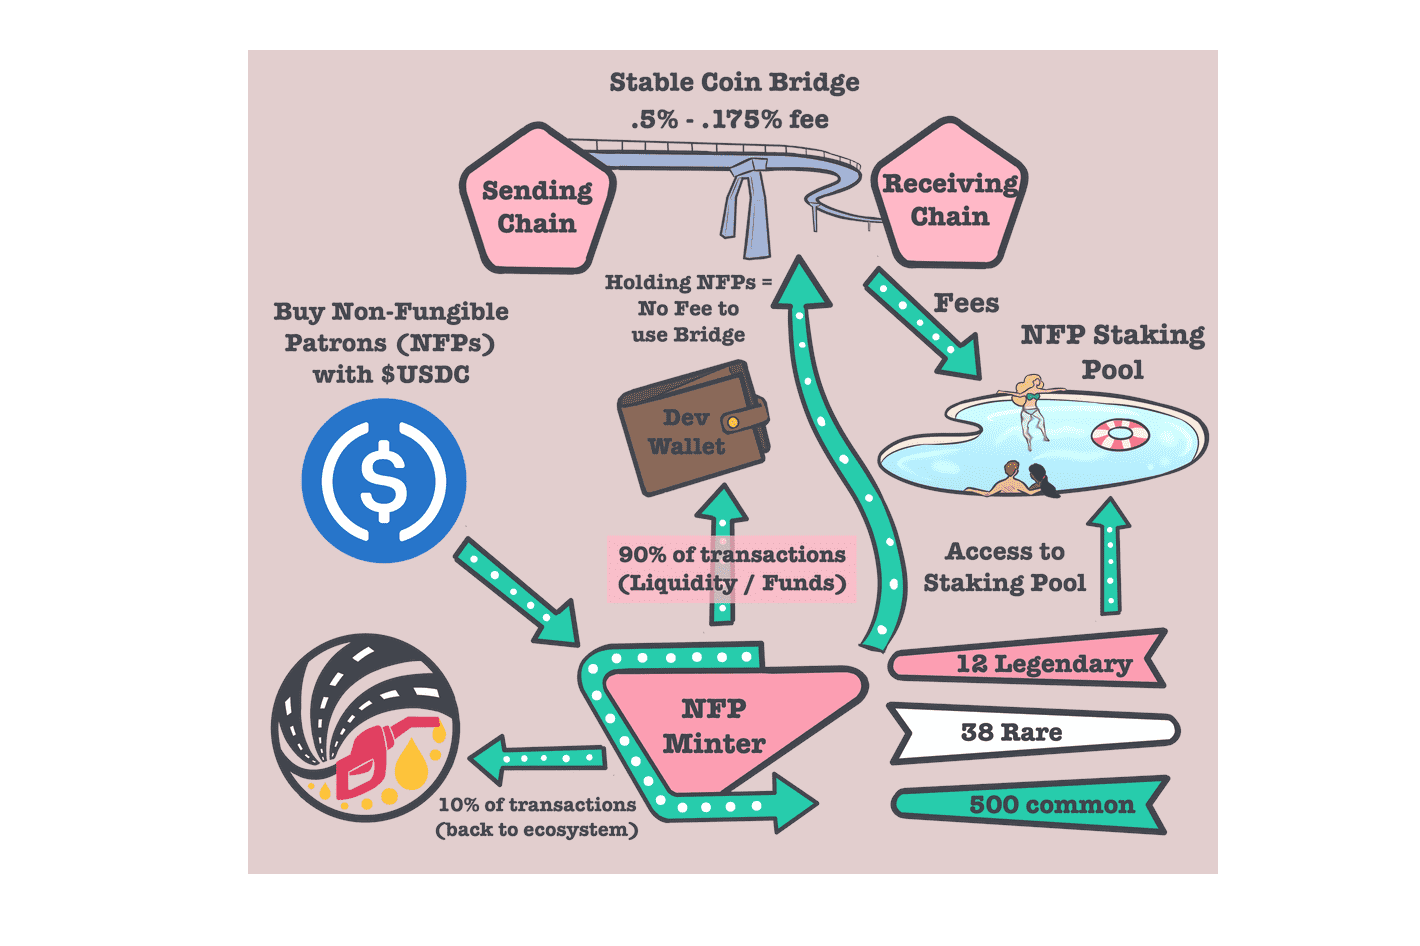 Stable Coin Bridge
.5% - .175% fee
Sending
Chain
Receiving
Chain
Holding NFPs =
No Fee to
use Bridge
Fees
Buy Non-Fungible
Patrons (NFPs)
with $USDC
NFP Staking
Pool
$
Dev
Wallet
90% of transactions
(Liquidity / Funds)
Access to
Staking Pool
12 Legendary
NFP
Minter
38 Rare
10% of transactions
(back to ecosystem)
500 common